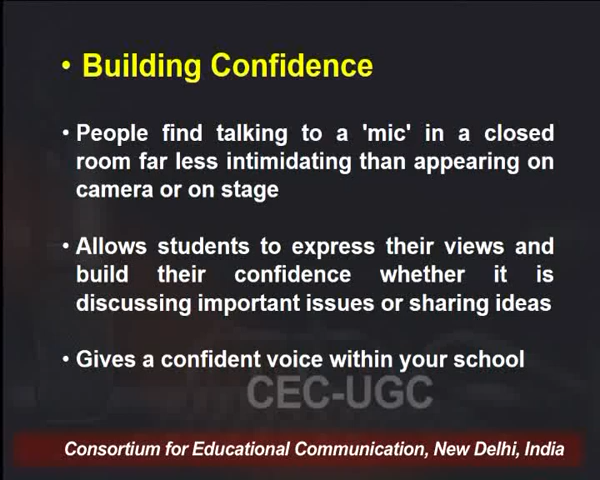 • Building Confidence
• People find talking to a 'mic' in a closed
room far less intimidating than appearing on
camera or on stage
• Allows students to express their views and
build their confidence whether it is
discussing important issues or sharing ideas
• Gives a confident voice within your school
CEC-UGC
Consortium for Educational Communication, New Delhi, India